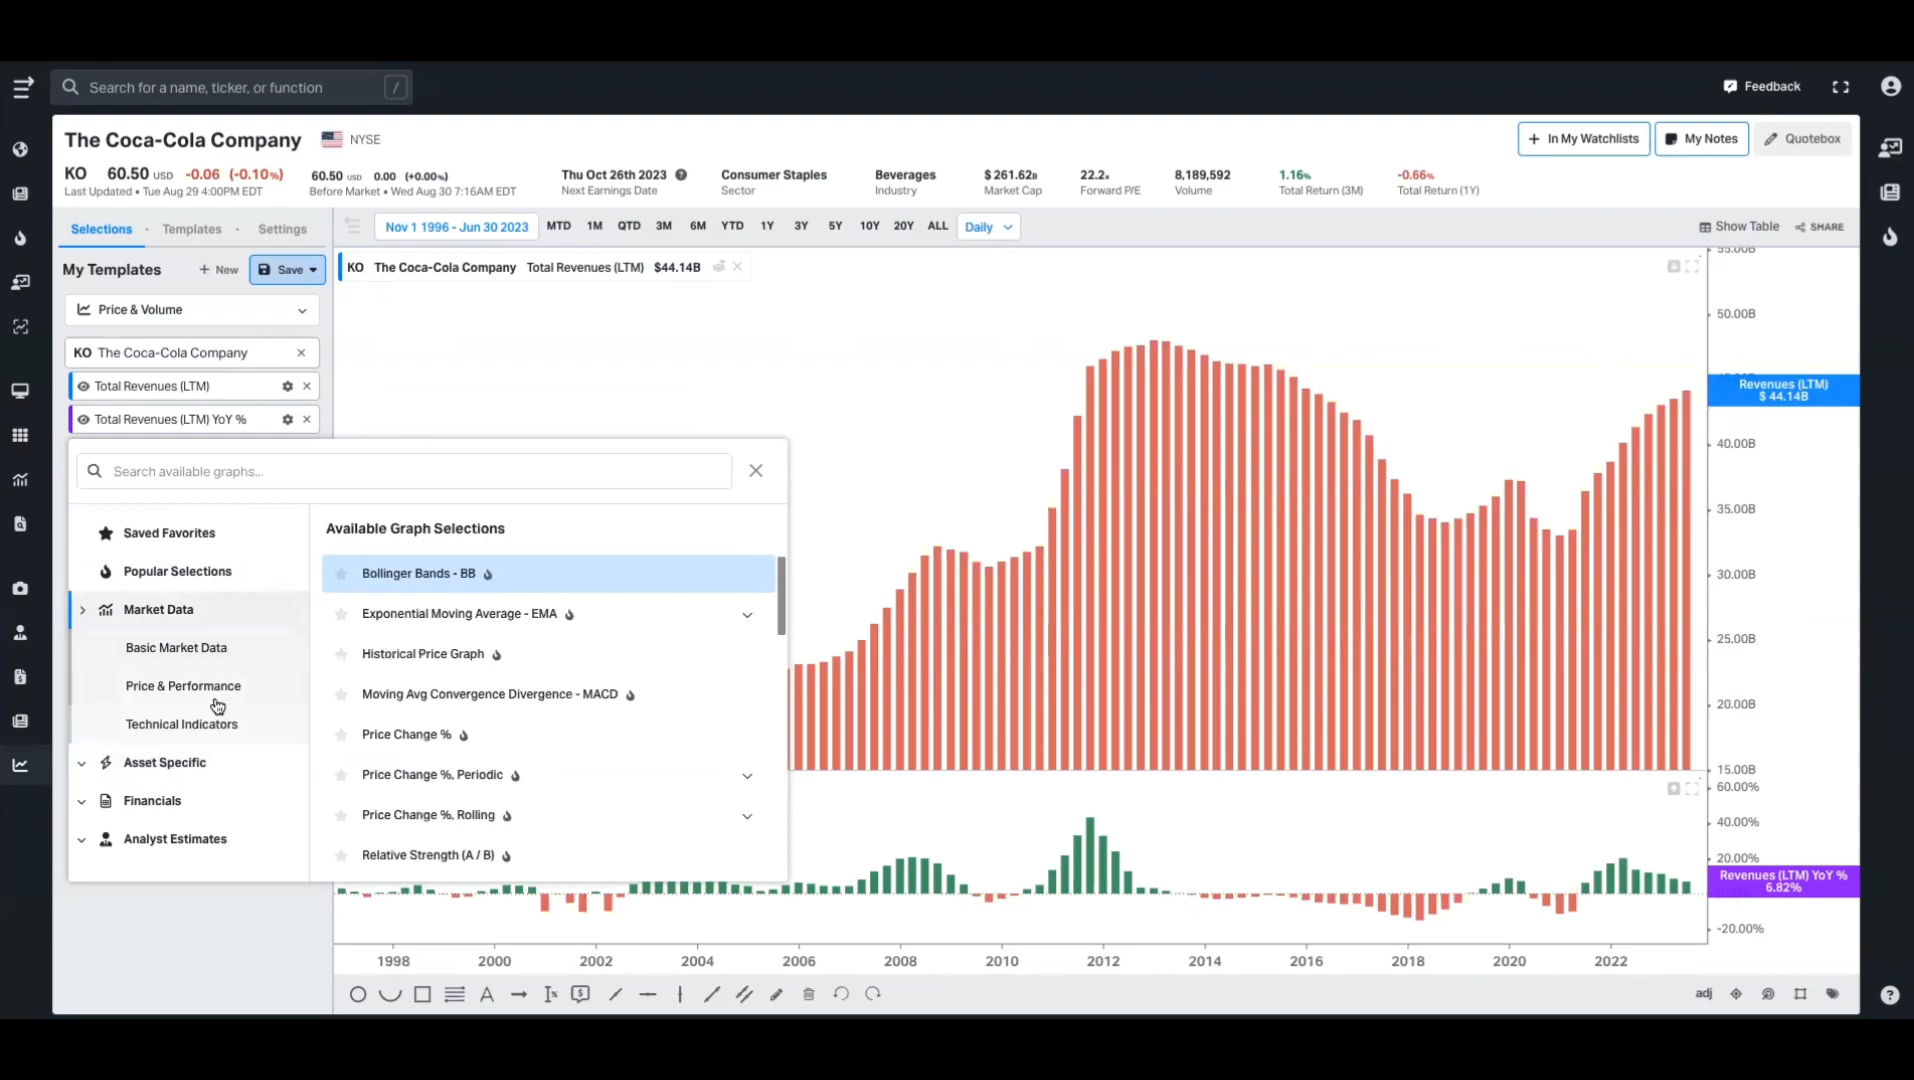 Search for a name, ticker, or function /
Feedback
The Coca-Cola Company NYSE
+ In My Watchlists My Notes Quotebox
KO 60.50 USD -0.06 (-0.10%) 60.50 USD 0.00 (+0.00%) Thu Oct 26th 2023 Consumer Staples Beverages $ 261.62B 22.2x 8,189,592 1.16% -0.66%
Last Updated • Tue Aug 29 4:00PM EDT Before Market • Wed Aug 30 7:16AM EDT Next Earnings Date Sector Industry Market Cap Forward P/E Volume Total Return (3M) Total Return (1Y)
Selections Templates Settings
Nov 1 1996 - Jun 30 2023 MTD 1M QTD 3M 6M YTD 1Y 3Y 5Y 10Y 20Y ALL Daily Show Table SHARE
My Templates + New Save
KO The Coca-Cola Company Total Revenues (LTM) $44.14B
Price & Volume
KO The Coca-Cola Company
Total Revenues (LTM)
Total Revenues (LTM) YoY %
Search available graphs...
Saved Favorites
Popular Selections
Market Data
Basic Market Data
Price & Performance
Technical Indicators
Asset Specific
Financials
Analyst Estimates
Available Graph Selections
Bollinger Bands - BB
Exponential Moving Average - EMA
Historical Price Graph
Moving Avg Convergence Divergence - MACD
Price Change %
Price Change %, Periodic
Price Change %, Rolling
Relative Strength (A / B)
55.00B
50.00B
Revenues (LTM)
$ 44.14B
40.00B
35.00B
30.00B
25.00B
20.00B
15.00B
60.00%
40.00%
20.00%
Revenues (LTM) YoY %
6.82%
-20.00%
1998 2000 2002 2004 2006 2008 2010 2012 2014 2016 2018 2020 2022
adj